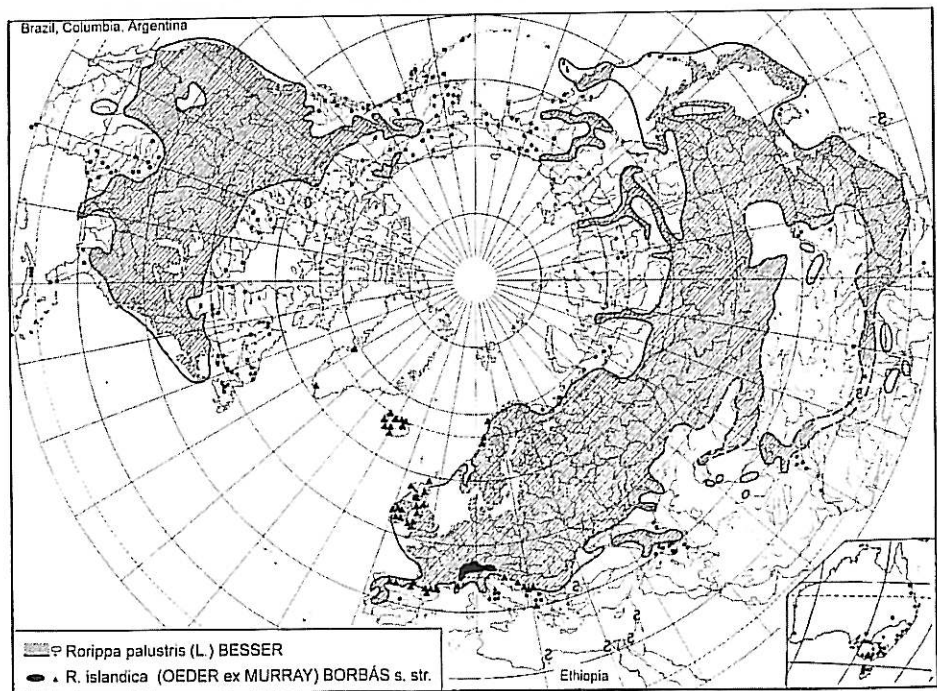 Brazil, Columbia, Argentina
Rorippa palustris (L.) BESSER
R. islandica (OEDER ex MURRAY) BORBÁS s. str.
Ethiopia